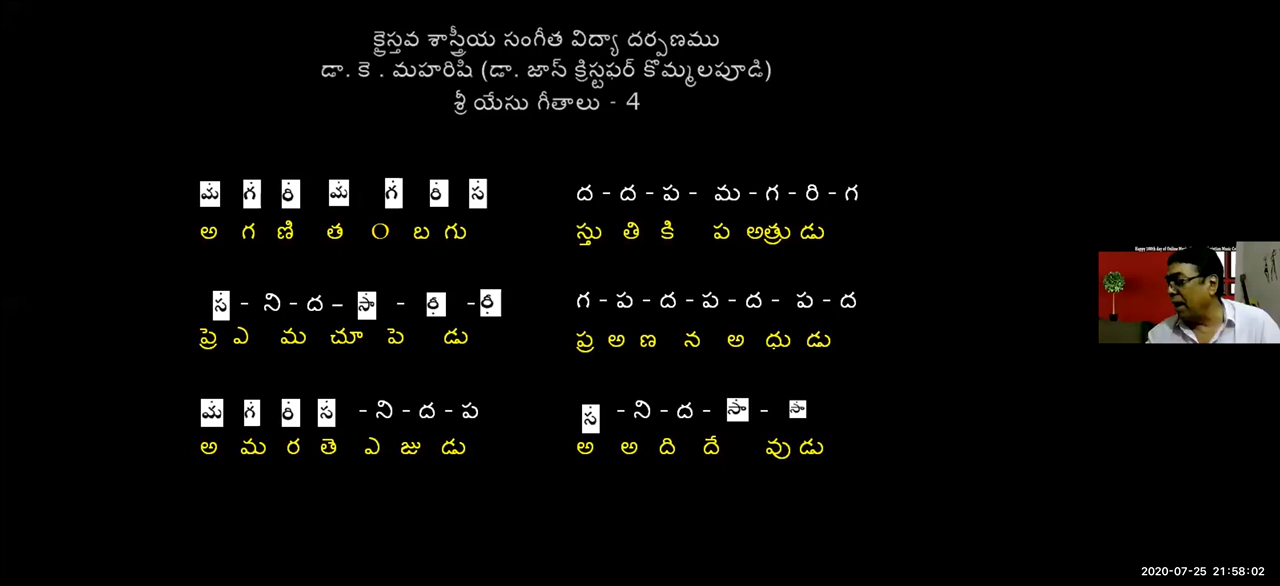 క్రైస్తవ శాస్త్రీయ సంగీత విద్యా దర్పణము
డా. కె . మహరిషి (డా. జాస్ క్రిస్టఫర్ కొమ్మలపూడి)
శ్రీ యేసు గీతాలు - 4
మ గ రి మ గ రి స ద - ద - ప - మ - గ - రి - గ
అ గ ణి త ం బ గు స్తు తి కి ప అత్రు డు
స - ని - ద – సా - రీ - రీ గ - ప - ద - ప - ద - ప - ద
ప్రె ఎ మ చూ పె డు ప్ర అ ణ న అ ధు డు
మ గ రి స - ని - ద - ప స - ని - ద - సా - సా
అ మ ర తె ఎ జు డు అ అ ది దే వు డు
2020-07-25 21:58:02